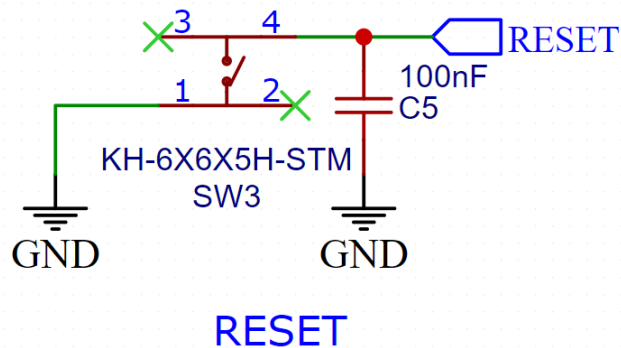 3 4
RESET
100nF
C5
1 2
KH-6X6X5H-STM
SW3
GND
GND
RESET